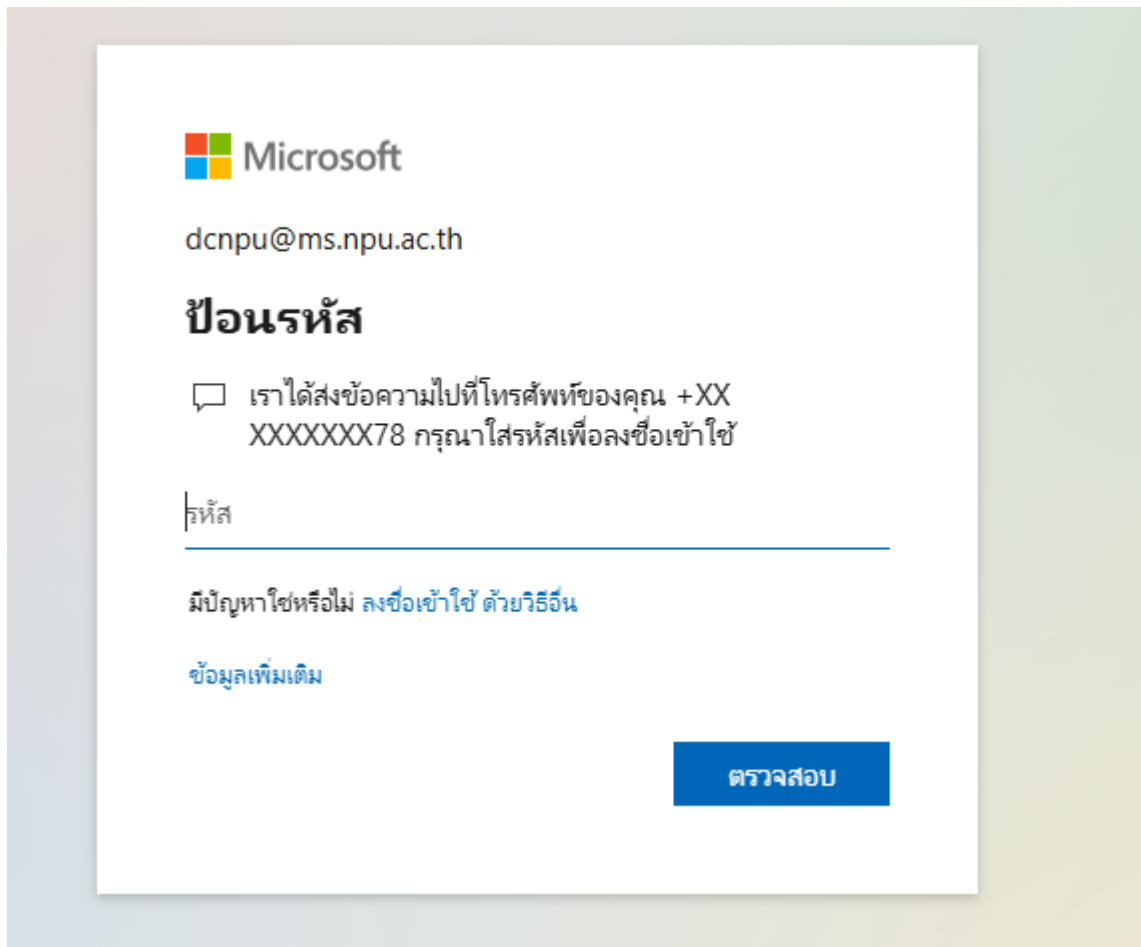 Microsoft
dcnpu@ms.npu.ac.th
ป้อนรหัส
เราได้ส่งข้อความไปที่โทรศัพท์ของคุณ +XX
XXXXXXX78 กรุณาใส่รหัสเพื่อลงชื่อเข้าใช้
รหัส
มีปัญหาใช่หรือไม่ ลงชื่อเข้าใช้ ด้วยวิธีอื่น
ข้อมูลเพิ่มเติม
ตรวจสอบ